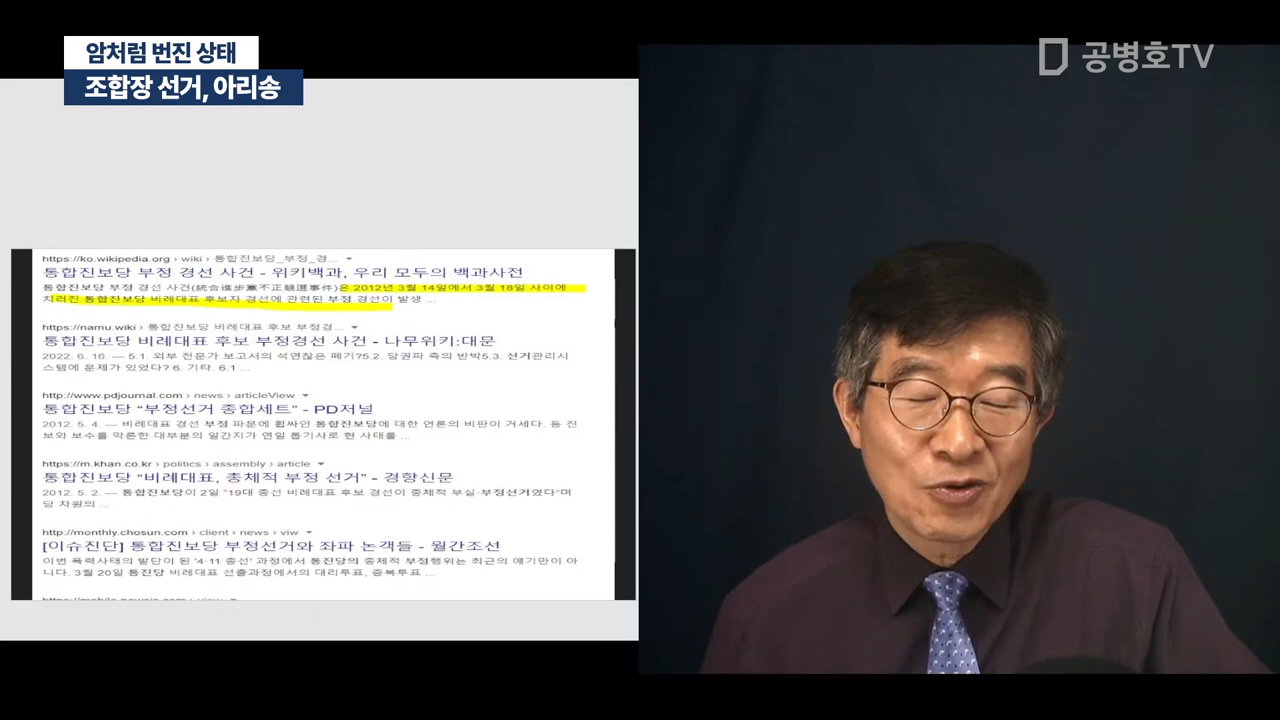 암처럼 번진 상태
조합장 선거, 아리송
공병호TV
https://ko.wikipedia.org › wiki › 통합진보당_부정_경...
통합진보당 부정 경선 사건 - 위키백과, 우리 모두의 백과사전
통합진보당 부정 경선 사건(統合進步黨不正競選事件)은 2012년 3월 14일에서 3월 18일 사이에
치러진 통합진보당 비례대표 후보자 경선에 관련된 부정 경선이 발생 ...
https://namu.wiki › 통합진보당 비례대표 후보 부정경...
통합진보당 비례대표 후보 부정경선 사건 - 나무위키:대문
2022. 6. 16. — 5.1. 외부 전문가 보고서의 석연찮은 폐기?5.2. 당권파 측의 반박5.3. 선거관리시
스템에 문제가 있었다? 6. 기타. 6.1 ...
http://www.pdjournal.com › news › articleView
통합진보당 “부정선거 종합세트” - PD저널
2012. 5. 4. — 비례대표 경선 부정 파문에 휩싸인 통합진보당에 대한 언론의 비판이 거세다. 등 진
보와 보수를 막론한 대부분의 일간지가 연일 톱기사로 현 사태를 ...
https://m.khan.co.kr › politics › assembly › article
통합진보당 “비례대표, 총체적 부정 선거” - 경향신문
2012. 5. 2. — 통합진보당이 2일 “19대 총선 비례대표 후보 경선이 총체적 부실·부정선거였다”며
당 차원의 ...
http://monthly.chosun.com › client › news › viw
[이슈진단] 통합진보당 부정선거와 좌파 논객들 - 월간조선
이번 폭력사태의 발단이 된 ‘4·11 총선’ 과정에서 통진당의 총체적 부정행위는 최근의 얘기만이 아
니다. 3월 20일 통진당 비례대표 선출과정에서의 대리투표, 중복투표 ...